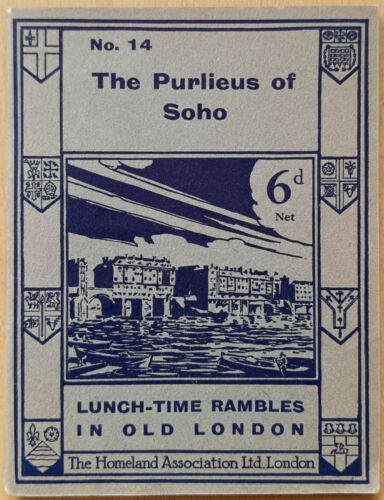 No. 14
The Purlieus of
Soho
6d
Net
LUNCH-TIME RAMBLES
IN OLD LONDON
The Homeland Association Ltd. London